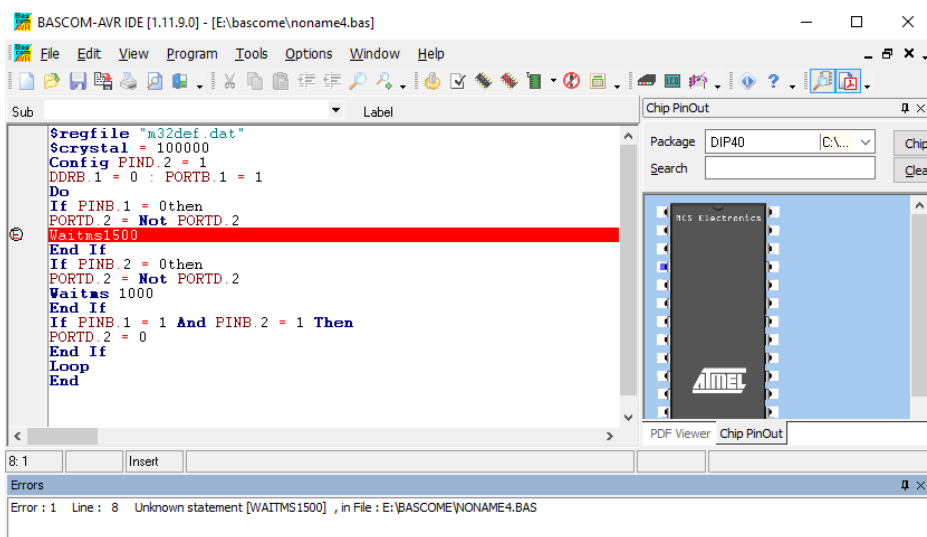 BASCOM-AVR IDE [1.11.9.0] - [E:\bascome\noname4.bas]
File Edit View Program Tools Options Window Help
Sub Label
Chip PinOut
$regfile "m32def.dat"
$crystal = 100000
Config PIND.2 = 1
DDRB.1 = 0 : PORTB.1 = 1
Do
If PINB.1 = 0then
PORTD.2 = Not PORTD.2
Waitms1500
End If
If PINB.2 = 0then
PORTD.2 = Not PORTD.2
Waitms 1000
End If
If PINB.1 = 1 And PINB.2 = 1 Then
PORTD.2 = 0
End If
Loop
End
Package DIP40 C:\... Chip
Search Clea
MCS Electronics
ATMEL
PDF Viewer Chip PinOut
8: 1 Insert
Errors
Error : 1 Line : 8 Unknown statement [WAITMS1500] , in File : E:\BASCOME\NONAME4.BAS